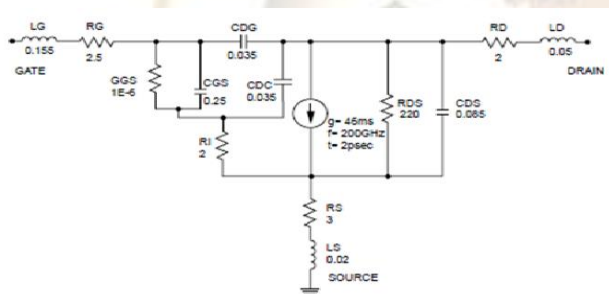 LG
0.155
GATE
RG
2.5
GGS
1E-6
CGS
0.25
CDG
0.035
CDC
0.035
RI
2
g= 46ms
f= 200GHz
t= 2psec
RDS
220
CDS
0.085
RD
2
LD
0.05
DRAIN
RS
3
LS
0.02
SOURCE